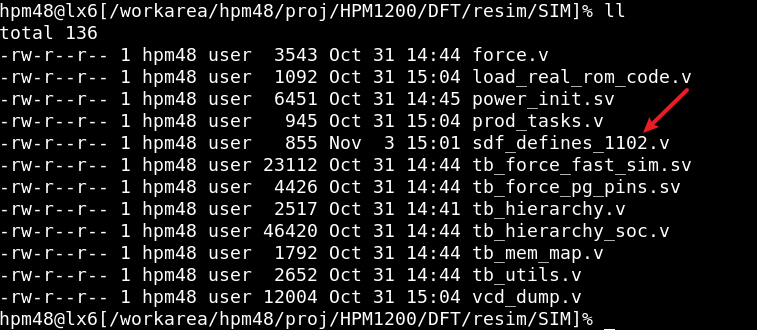 hpm48@lx6[/workarea/hpm48/proj/HPM1200/DFT/resim/SIM]% ll
total 136
-rw-r--r-- 1 hpm48 user  3543 Oct 31 14:44 force.v
-rw-r--r-- 1 hpm48 user  1092 Oct 31 15:04 load_real_rom_code.v
-rw-r--r-- 1 hpm48 user  6451 Oct 31 14:45 power_init.sv
-rw-r--r-- 1 hpm48 user   945 Oct 31 15:04 prod_tasks.v
-rw-r--r-- 1 hpm48 user   855 Nov  3 15:01 sdf_defines_1102.v
-rw-r--r-- 1 hpm48 user 23112 Oct 31 14:44 tb_force_fast_sim.sv
-rw-r--r-- 1 hpm48 user  4426 Oct 31 14:44 tb_force_pg_pins.sv
-rw-r--r-- 1 hpm48 user  2517 Oct 31 14:41 tb_hierarchy.v
-rw-r--r-- 1 hpm48 user 46420 Oct 31 14:44 tb_hierarchy_soc.v
-rw-r--r-- 1 hpm48 user  1792 Oct 31 14:44 tb_mem_map.v
-rw-r--r-- 1 hpm48 user  2652 Oct 31 14:44 tb_utils.v
-rw-r--r-- 1 hpm48 user 12004 Oct 31 15:04 vcd_dump.v
hpm48@lx6[/workarea/hpm48/proj/HPM1200/DFT/resim/SIM]%